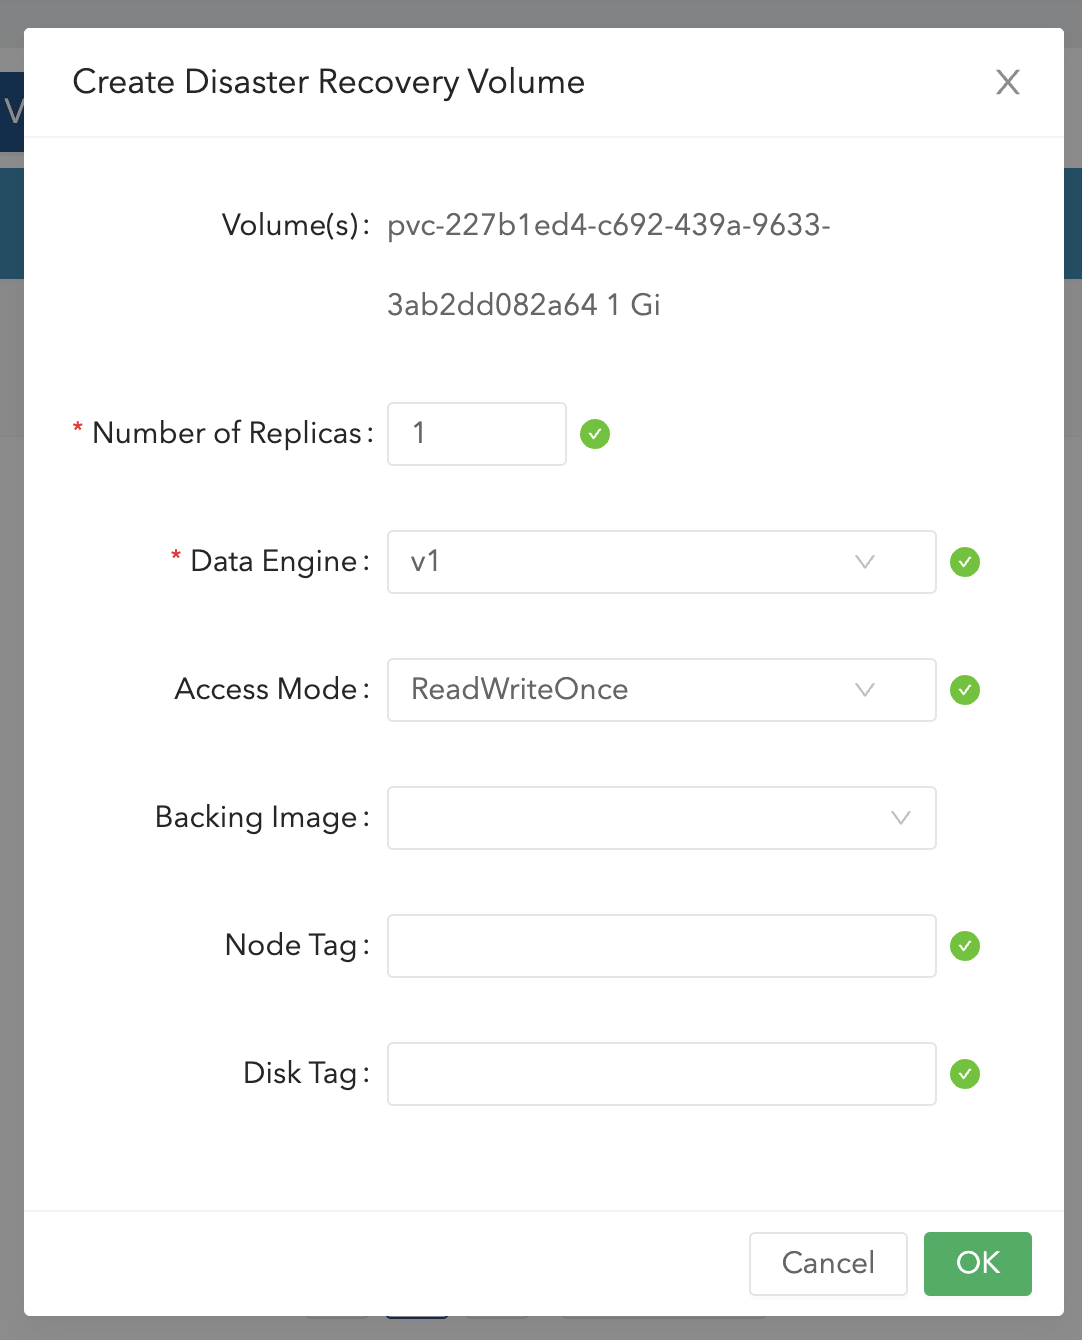 Create Disaster Recovery Volume X
V
Volume(s): pvc-227b1ed4-c692-439a-9633-
3ab2dd082a64 1 Gi
* Number of Replicas: 1
* Data Engine: v1
Access Mode: ReadWriteOnce
Backing Image:
Node Tag:
Disk Tag:
Cancel OK